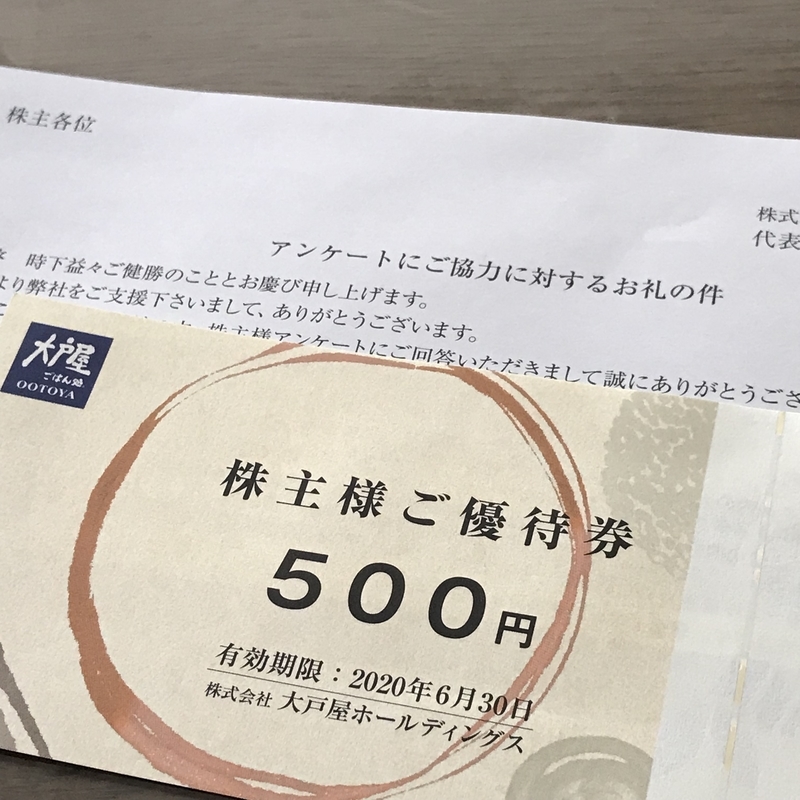 株主各位
株式
代表
アンケートにご協力に対するお礼の件
時下益々ご健勝のこととお慶び申し上げます。
より弊社をご支援下さいまして、ありがとうございます。
株主様アンケートにご回答いただきまして誠にありがとうござ
大戸屋
ごはん処
OOTOYA
株主様ご優待券
500円
有効期限：2020年6月30日
株式会社 大戸屋ホールディングス